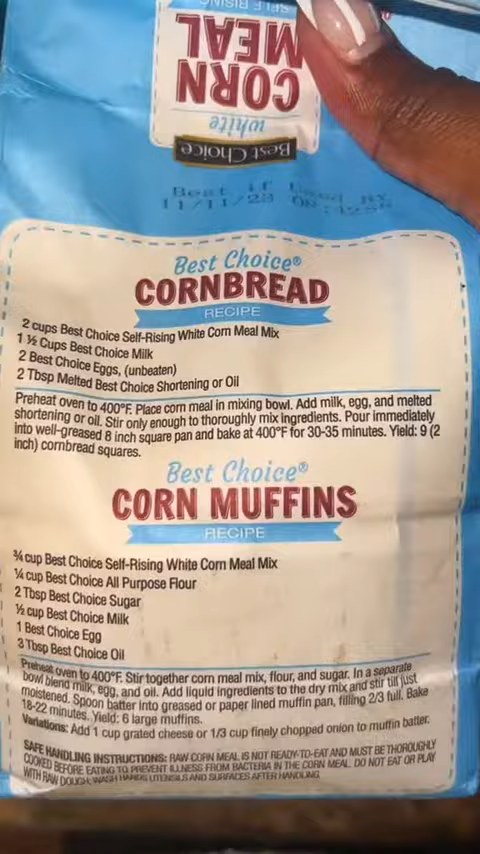 SELF RISING
CORN
MEAL
white
Best Choice
Best if Used By
11/11/23
Best Choice®
CORNBREAD
RECIPE
2 cups Best Choice Self-Rising White Corn Meal Mix
1 ½ Cups Best Choice Milk
2 Best Choice Eggs, (unbeaten)
2 Tbsp Melted Best Choice Shortening or Oil
Preheat oven to 400°F. Place corn meal in mixing bowl. Add milk, egg, and melted
shortening or oil. Stir only enough to thoroughly mix ingredients. Pour immediately
into well-greased 8 inch square pan and bake at 400°F for 30-35 minutes. Yield: 9 (2
inch) cornbread squares.
Best Choice®
CORN MUFFINS
RECIPE
¾ cup Best Choice Self-Rising White Corn Meal Mix
¼ cup Best Choice All Purpose Flour
2 Tbsp Best Choice Sugar
½ cup Best Choice Milk
1 Best Choice Egg
3 Tbsp Best Choice Oil
Preheat oven to 400°F. Stir together corn meal mix, flour, and sugar. In a separate
bowl blend milk, egg, and oil. Add liquid ingredients to the dry mix and stir till just
moistened. Spoon batter into greased or paper lined muffin pan, filling 2/3 full. Bake
18-22 minutes. Yield: 6 large muffins.
Variations: Add 1 cup grated cheese or 1/3 cup finely chopped onion to muffin batter.
SAFE HANDLING INSTRUCTIONS: RAW CORN MEAL IS NOT READY-TO-EAT AND MUST BE THOROUGHLY
COOKED BEFORE EATING TO PREVENT ILLNESS FROM BACTERIA IN THE CORN MEAL. DO NOT EAT OR PLAY
WITH RAW DOUGH; WASH HANDS UTENSILS AND SURFACES AFTER HANDLING